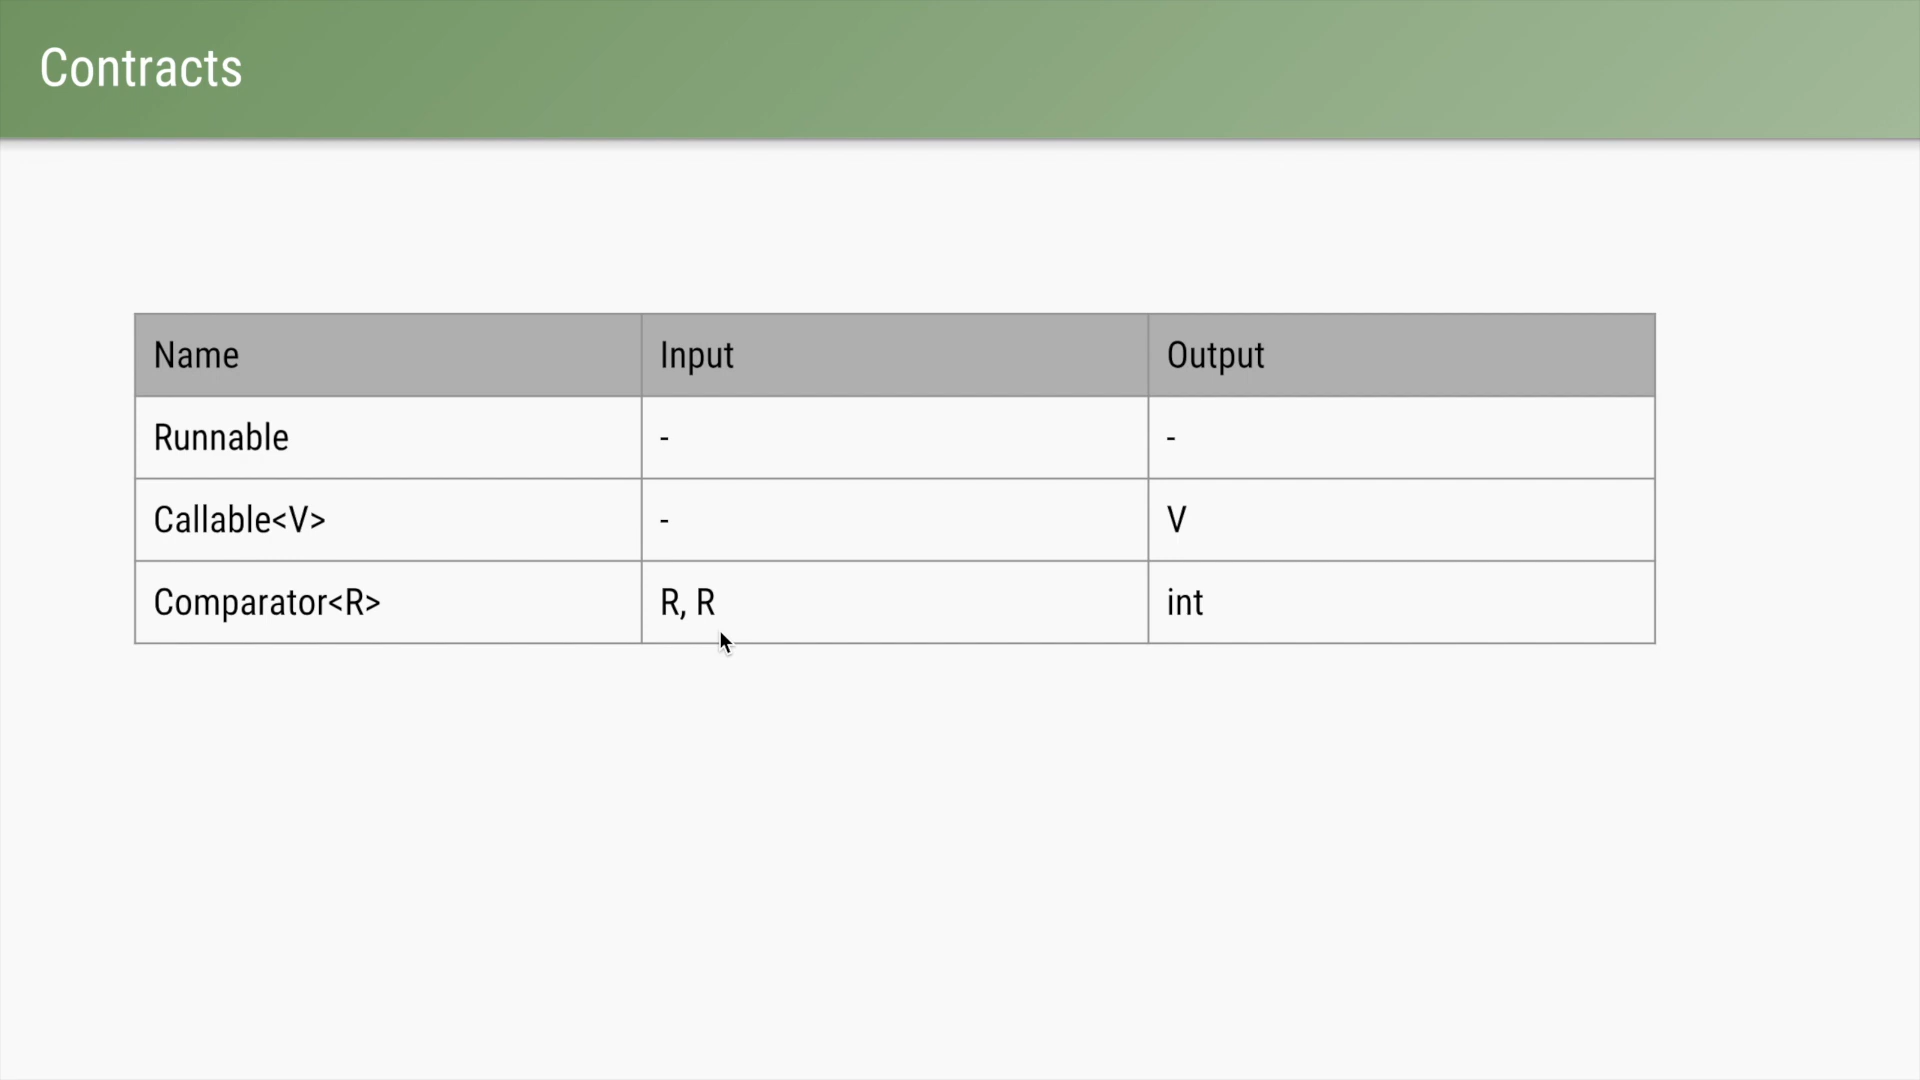 Contracts
Name Input Output
Runnable - -
Callable<V> - V
Comparator<R> R, R int